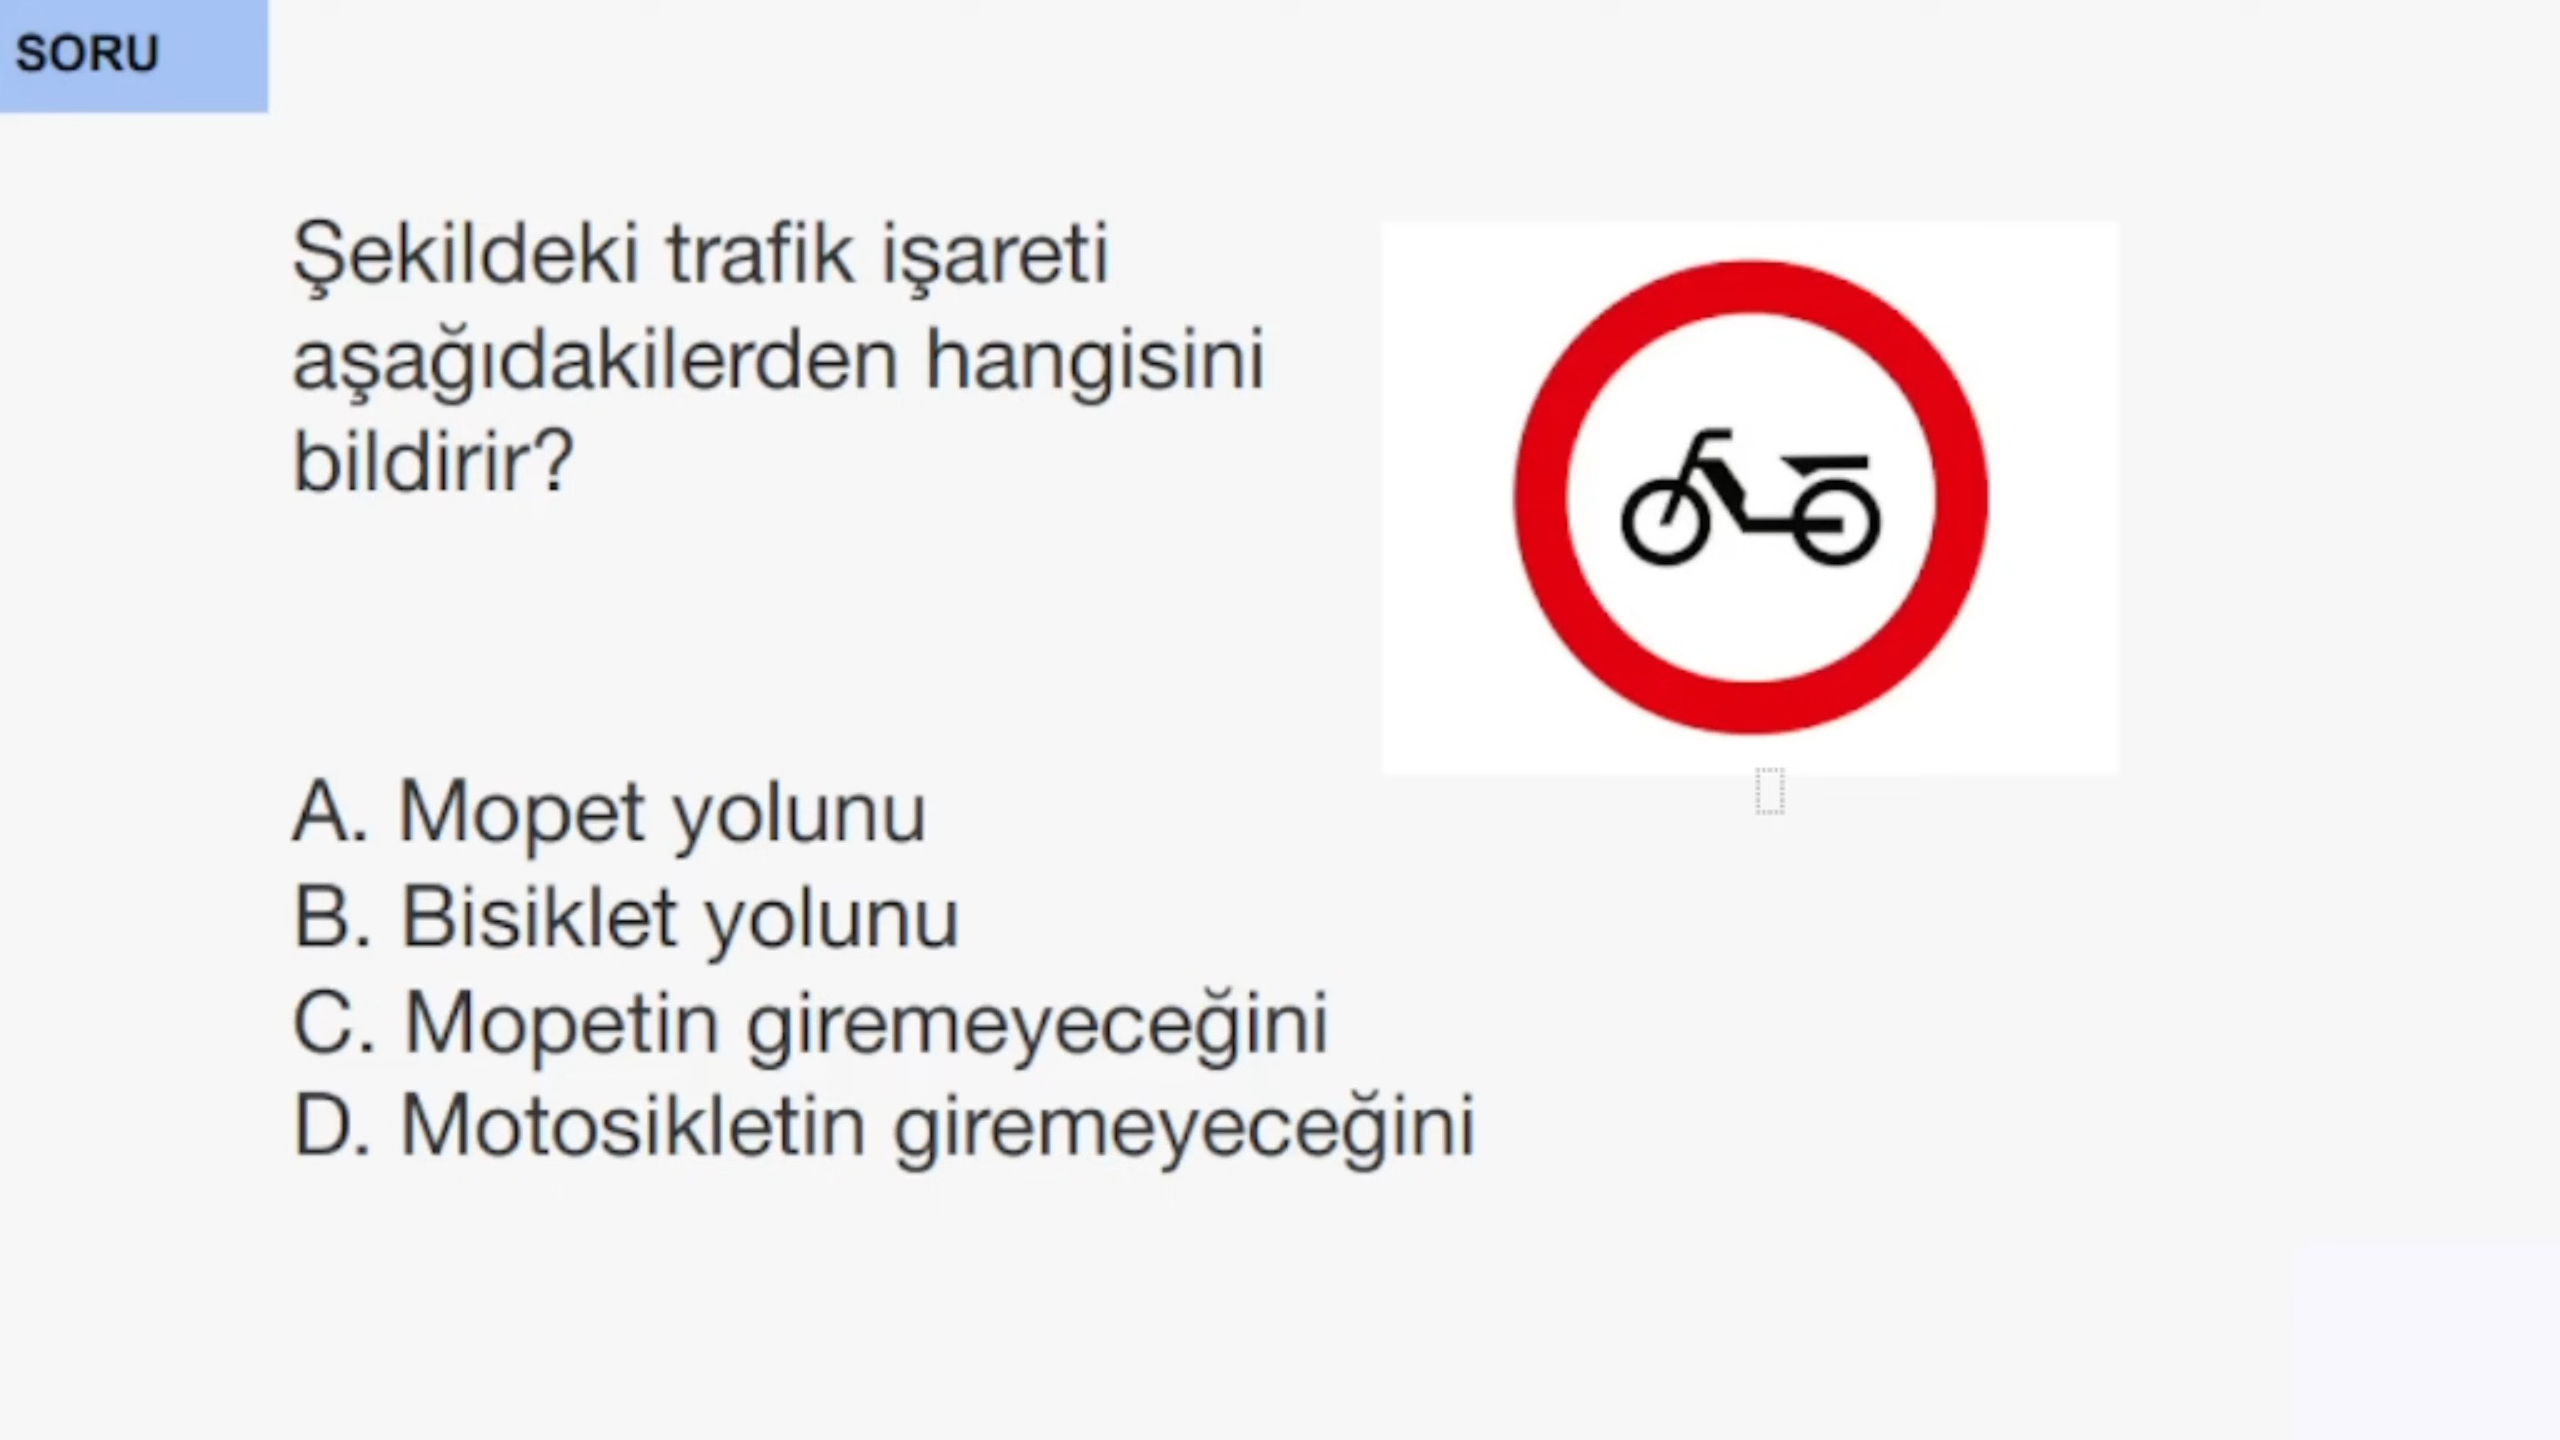 SORU
Şekildeki trafik işareti
aşağıdakilerden hangisini
bildirir?
A. Mopet yolunu
B. Bisiklet yolunu
C. Mopetin giremeyeceğini
D. Motosikletin giremeyeceğini